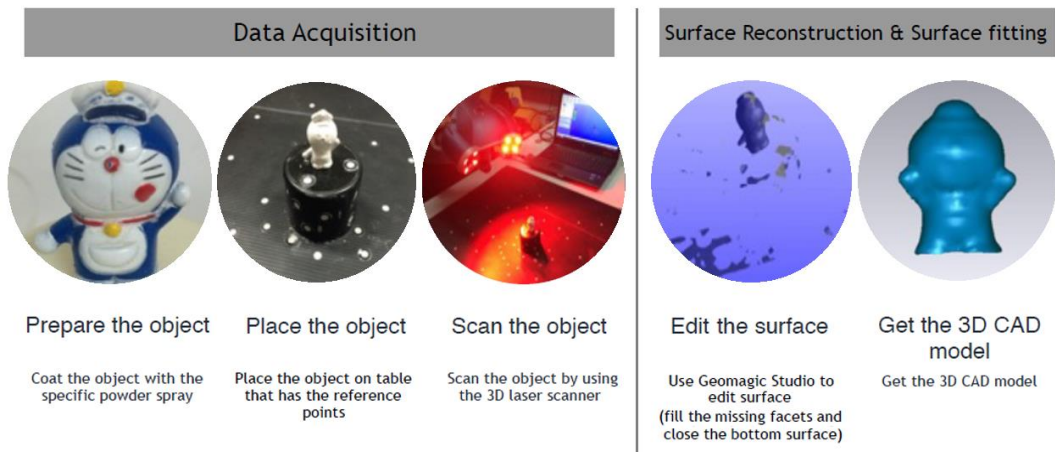 Data Acquisition
Surface Reconstruction & Surface fitting
Prepare the object
Coat the object with the
specific powder spray
Place the object
Place the object on table
that has the reference
points
Scan the object
Scan the object by using
the 3D laser scanner
Edit the surface
Use Geomagic Studio to
edit surface
(fill the missing facets and
close the bottom surface)
Get the 3D CAD
model
Get the 3D CAD model